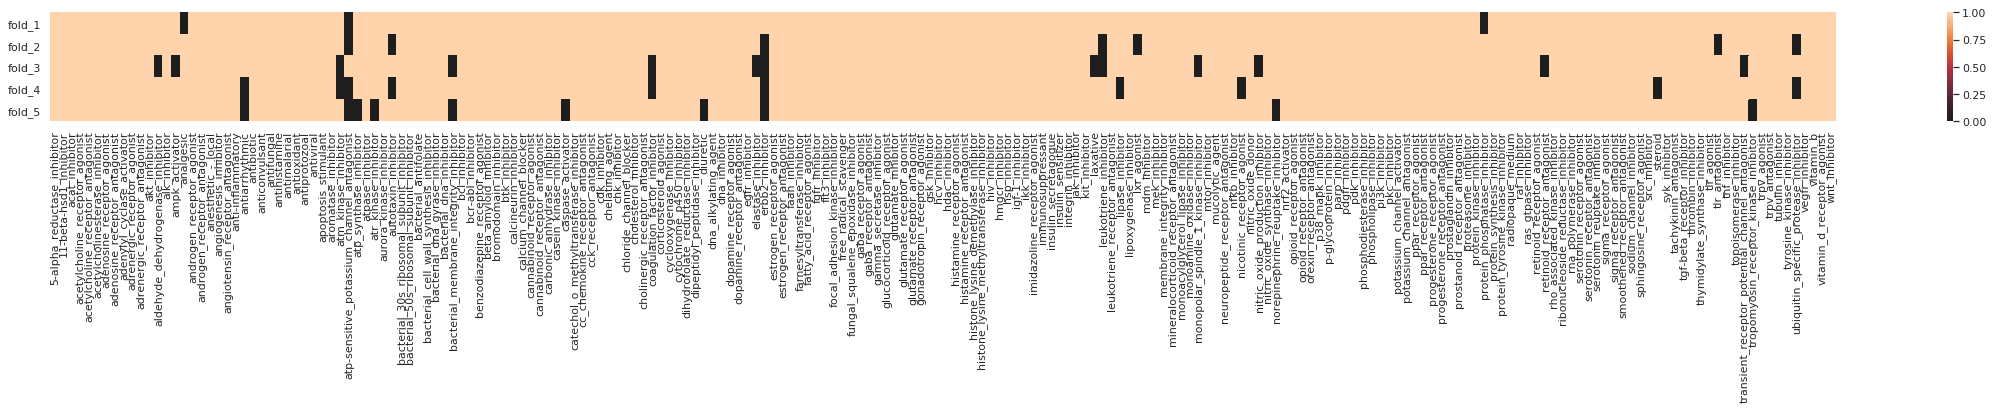 fold_1
fold_2
fold_3
fold_4
fold_5
1.00
0.75
0.50
0.25
0.00
5-alpha_reductase_inhibitor
11-beta-hsd1_inhibitor
acat_inhibitor
acetylcholine_receptor_agonist
acetylcholine_receptor_antagonist
acetylcholinesterase_inhibitor
adenosine_receptor_agonist
adenosine_receptor_antagonist
adenylyl_cyclase_activator
adrenergic_receptor_agonist
adrenergic_receptor_antagonist
akt_inhibitor
aldehyde_dehydrogenase_inhibitor
alk_inhibitor
ampk_activator
analgesic
androgen_receptor_agonist
androgen_receptor_antagonist
anesthetic_-_local
angiogenesis_inhibitor
angiotensin_receptor_antagonist
anti-inflammatory
antiarrhythmic
antibiotic
anticonvulsant
antifungal
antihistamine
antimalarial
antioxidant
antiprotozoal
antiviral
apoptosis_stimulant
aromatase_inhibitor
atm_kinase_inhibitor
atp-sensitive_potassium_channel_antagonist
atp_synthase_inhibitor
atpase_inhibitor
atr_kinase_inhibitor
aurora_kinase_inhibitor
autotaxin_inhibitor
bacterial_30s_ribosomal_subunit_inhibitor
bacterial_50s_ribosomal_subunit_inhibitor
bacterial_antifolate
bacterial_cell_wall_synthesis_inhibitor
bacterial_dna_gyrase_inhibitor
bacterial_dna_inhibitor
bacterial_membrane_integrity_inhibitor
bcl_inhibitor
bcr-abl_inhibitor
benzodiazepine_receptor_agonist
beta_amyloid_inhibitor
bromodomain_inhibitor
btk_inhibitor
calcineurin_inhibitor
calcium_channel_blocker
cannabinoid_receptor_agonist
cannabinoid_receptor_antagonist
carbonic_anhydrase_inhibitor
casein_kinase_inhibitor
caspase_activator
catechol_o_methyltransferase_inhibitor
cc_chemokine_receptor_antagonist
cck_receptor_antagonist
cdk_inhibitor
chelating_agent
chk_inhibitor
chloride_channel_blocker
cholesterol_inhibitor
cholinergic_receptor_antagonist
coagulation_factor_inhibitor
corticosteroid_agonist
cyclooxygenase_inhibitor
cytochrome_p450_inhibitor
dihydrofolate_reductase_inhibitor
dipeptidyl_peptidase_inhibitor
diuretic
dna_alkylating_agent
dna_inhibitor
dopamine_receptor_agonist
dopamine_receptor_antagonist
egfr_inhibitor
elastase_inhibitor
erbb2_inhibitor
estrogen_receptor_agonist
estrogen_receptor_antagonist
faah_inhibitor
farnesyltransferase_inhibitor
fatty_acid_receptor_agonist
fgfr_inhibitor
flt3_inhibitor
focal_adhesion_kinase_inhibitor
free_radical_scavenger
fungal_squalene_epoxidase_inhibitor
gaba_receptor_agonist
gaba_receptor_antagonist
gamma_secretase_inhibitor
glucocorticoid_receptor_agonist
glutamate_inhibitor
glutamate_receptor_agonist
glutamate_receptor_antagonist
gonadotropin_receptor_agonist
gsk_inhibitor
hcv_inhibitor
hdac_inhibitor
histamine_receptor_agonist
histamine_receptor_antagonist
histone_lysine_demethylase_inhibitor
histone_lysine_methyltransferase_inhibitor
hiv_inhibitor
hmgcr_inhibitor
hsp_inhibitor
igf-1_inhibitor
ikk_inhibitor
imidazoline_receptor_agonist
immunosuppressant
insulin_secretagogue
insulin_sensitizer
integrin_inhibitor
jak_inhibitor
kit_inhibitor
laxative
leukotriene_inhibitor
leukotriene_receptor_antagonist
lipase_inhibitor
lipoxygenase_inhibitor
lxr_agonist
mdm_inhibitor
mek_inhibitor
membrane_integrity_inhibitor
mineralocorticoid_receptor_antagonist
monoacylglycerol_lipase_inhibitor
monoamine_oxidase_inhibitor
monopolar_spindle_1_kinase_inhibitor
mtor_inhibitor
mucolytic_agent
neuropeptide_receptor_antagonist
nfkb_inhibitor
nicotinic_receptor_agonist
nitric_oxide_donor
nitric_oxide_production_inhibitor
nitric_oxide_synthase_inhibitor
norepinephrine_reuptake_inhibitor
nrf2_activator
opioid_receptor_agonist
opioid_receptor_antagonist
orexin_receptor_antagonist
p38_mapk_inhibitor
p-glycoprotein_inhibitor
parp_inhibitor
pdgfr_inhibitor
pdk_inhibitor
phosphodiesterase_inhibitor
phospholipase_inhibitor
pi3k_inhibitor
pkc_inhibitor
potassium_channel_activator
potassium_channel_antagonist
ppar_receptor_agonist
ppar_receptor_antagonist
progesterone_receptor_agonist
progesterone_receptor_antagonist
prostaglandin_inhibitor
prostanoid_receptor_antagonist
proteasome_inhibitor
protein_kinase_inhibitor
protein_phosphatase_inhibitor
protein_synthesis_inhibitor
protein_tyrosine_kinase_inhibitor
radiopaque_medium
raf_inhibitor
ras_gtpase_inhibitor
retinoid_receptor_agonist
retinoid_receptor_antagonist
rho_associated_kinase_inhibitor
ribonucleoside_reductase_inhibitor
rna_polymerase_inhibitor
serotonin_receptor_agonist
serotonin_receptor_antagonist
serotonin_reuptake_inhibitor
sigma_receptor_agonist
sigma_receptor_antagonist
smoothened_receptor_antagonist
sodium_channel_inhibitor
sphingosine_receptor_agonist
src_inhibitor
steroid
syk_inhibitor
tachykinin_antagonist
tgf-beta_receptor_inhibitor
thrombin_inhibitor
thymidylate_synthase_inhibitor
tlr_agonist
tlr_antagonist
tnf_inhibitor
topoisomerase_inhibitor
transient_receptor_potential_channel_antagonist
tropomyosin_receptor_kinase_inhibitor
trpv_agonist
trpv_antagonist
tubulin_inhibitor
tyrosine_kinase_inhibitor
ubiquitin_specific_protease_inhibitor
vegfr_inhibitor
vitamin_b
vitamin_d_receptor_agonist
wnt_inhibitor